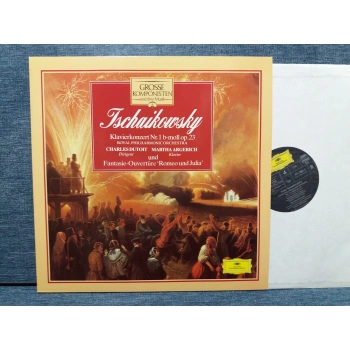 GROSSE
KOMPONISTEN
Tschaikowsky
Klavierkonzert Nr.1 b-moll op.23
ROYAL PHILHARMONIC ORCHESTRA
CHARLES DUTOIT MARTHA ARGERICH
Dirigent Klavier
und
Fantasie-Ouvertüre 'Romeo und Julia'